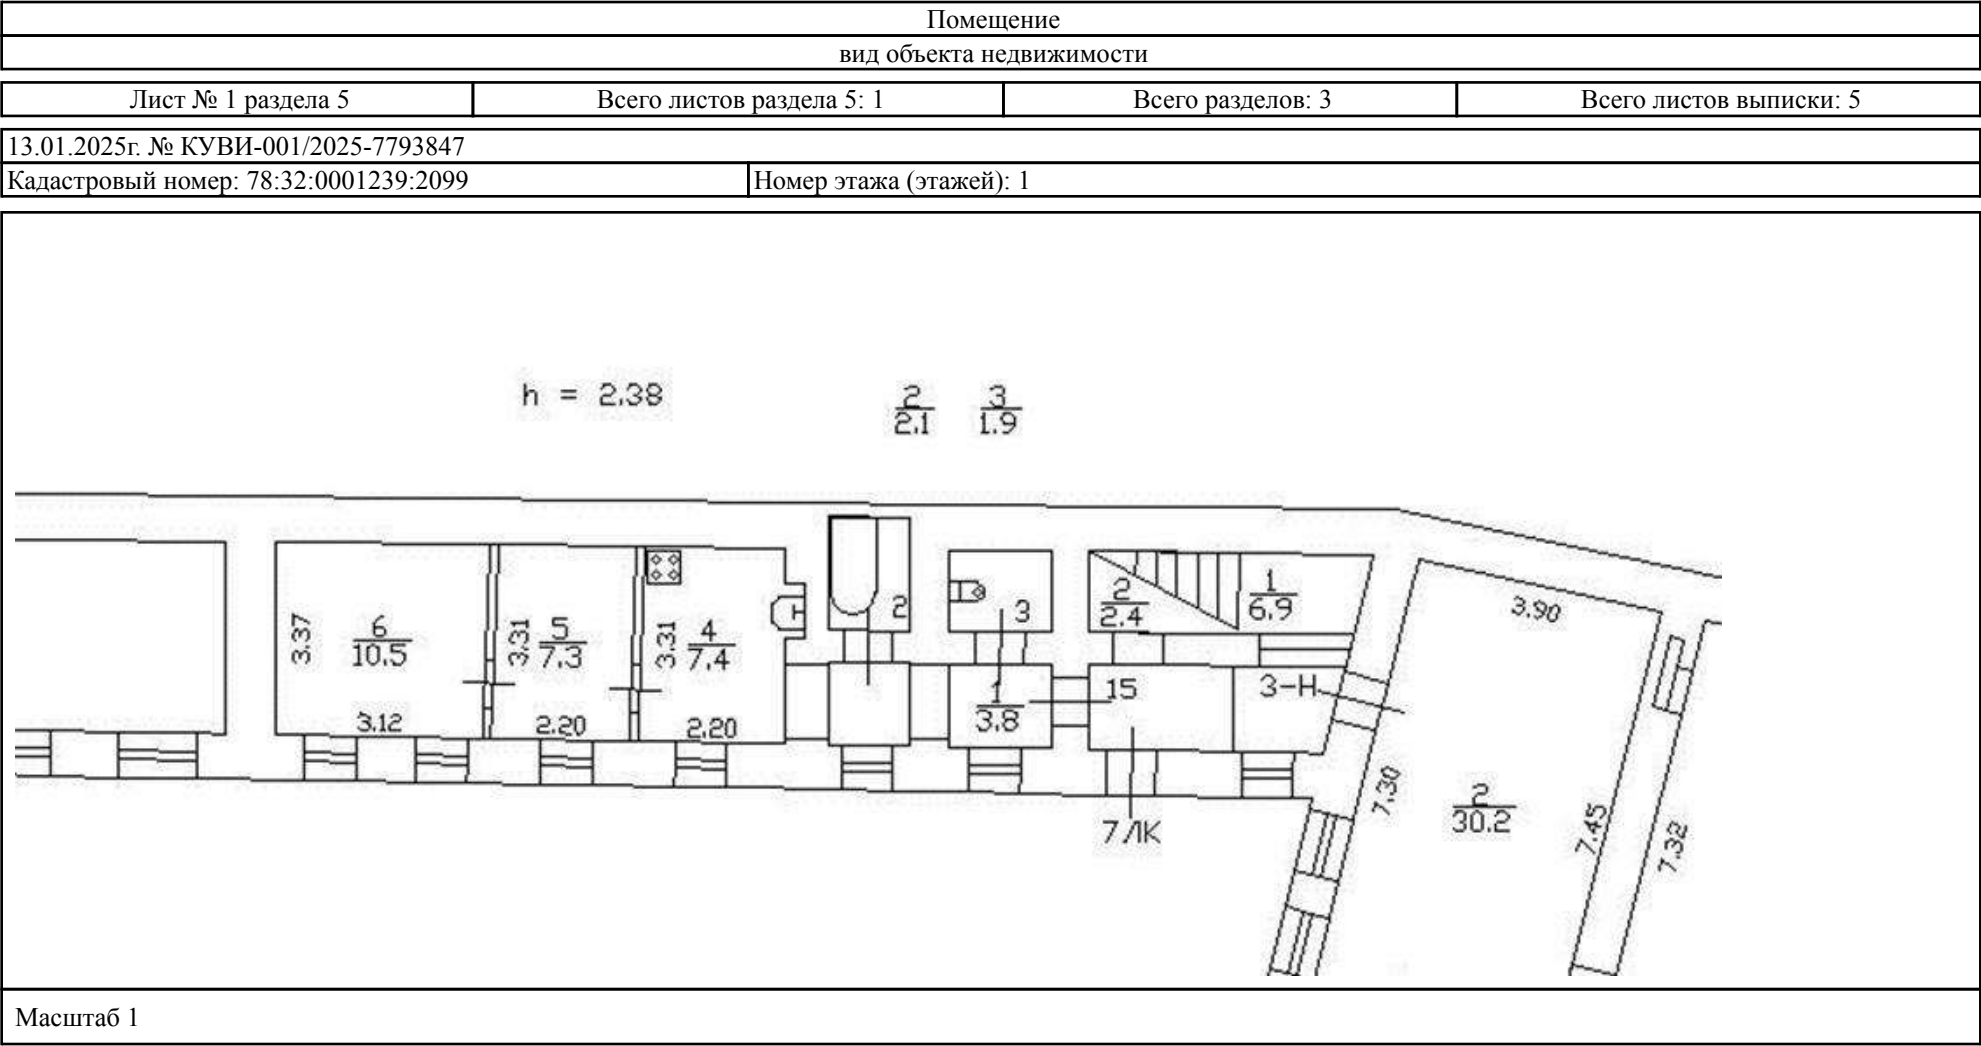 Помещение
вид объекта недвижимости
Лист № 1 раздела 5
Всего листов раздела 5: 1
Всего разделов: 3
Всего листов выписки: 5
13.01.2025г. № КУВИ-001/2025-7793847
Кадастровый номер: 78:32:0001239:2099
Номер этажа (этажей): 1
h = 2.38
2
2.1
3
1.9
3.37
6
10.5
3.12
3.31
5
7.3
2.20
3.31
4
7.4
2.20
2
3
1
3.8
2
2.4
1
6.9
15
3-Н
7ЛК
3.90
7.30
2
30.2
7.45
7.32
Масштаб 1